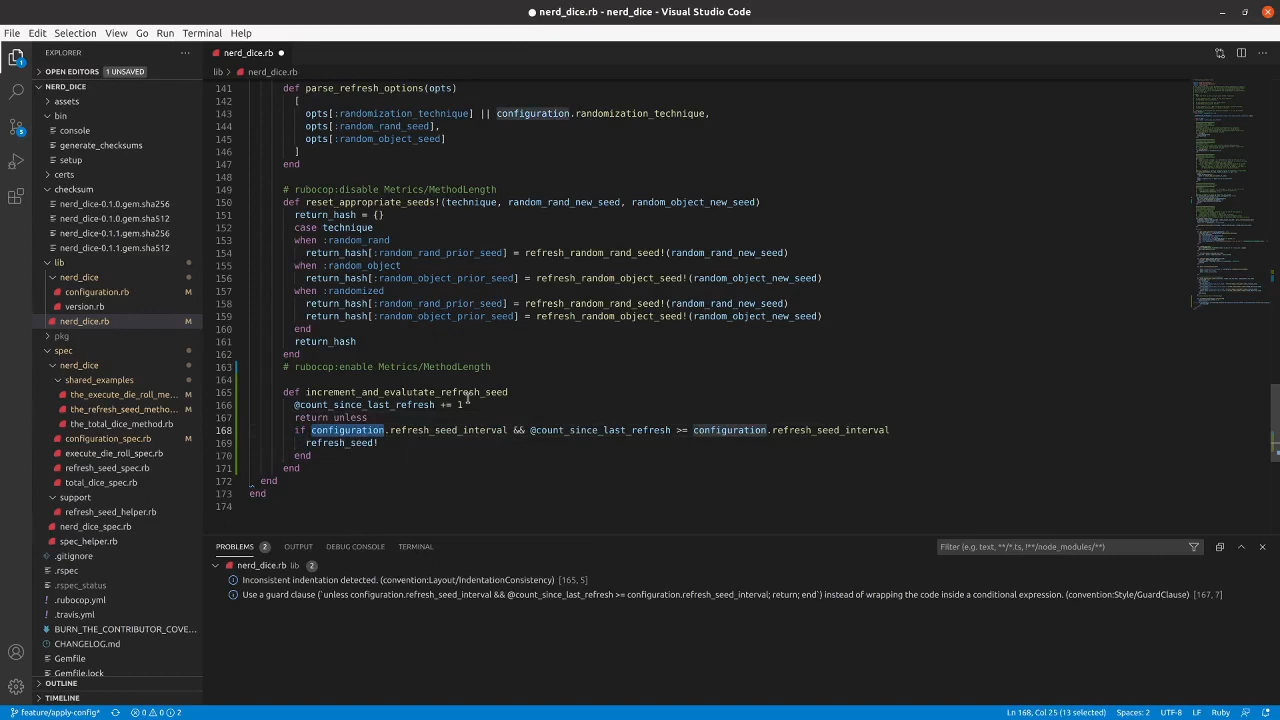 nerd_dice.rb - nerd_dice - Visual Studio Code
File Edit Selection View Go Run Terminal Help
EXPLORER
nerd_dice.rb
OPEN EDITORS 1 UNSAVED
lib > nerd_dice.rb
NERD_DICE
assets
bin
console
generate_checksums
setup
certs
checksum
nerd_dice-0.1.0.gem.sha256
nerd_dice-0.1.0.gem.sha512
nerd_dice-0.1.1.gem.sha256
nerd_dice-0.1.1.gem.sha512
lib
nerd_dice
configuration.rb M
version.rb
nerd_dice.rb M
pkg
spec
nerd_dice
shared_examples
the_execute_die_roll_me... M
the_refresh_seed_metho... M
the_total_dice_method.rb
configuration_spec.rb M
execute_die_roll_spec.rb
refresh_seed_spec.rb
total_dice_spec.rb
support
refresh_seed_helper.rb
nerd_dice_spec.rb
spec_helper.rb
.gitignore
.rspec
.rspec_status
.rubocop.yml
.travis.yml
BURN_THE_CONTRIBUTOR_COVE...
CHANGELOG.md
Gemfile
Gemfile.lock
OUTLINE
TIMELINE
141 def parse_refresh_options(opts)
142 [
143 opts[:randomization_technique] || configuration.randomization_technique,
144 opts[:random_rand_seed],
145 opts[:random_object_seed]
146 ]
147 end
148
149 # rubocop:disable Metrics/MethodLength
150 def reset_appropriate_seeds!(technique, random_rand_new_seed, random_object_new_seed)
151 return_hash = {}
152 case technique
153 when :random_rand
154 return_hash[:random_rand_prior_seed] = refresh_random_rand_seed!(random_rand_new_seed)
155 when :random_object
156 return_hash[:random_object_prior_seed] = refresh_random_object_seed!(random_object_new_seed)
157 when :randomized
158 return_hash[:random_rand_prior_seed] = refresh_random_rand_seed!(random_rand_new_seed)
159 return_hash[:random_object_prior_seed] = refresh_random_object_seed!(random_object_new_seed)
160 end
161 return_hash
162 end
163 # rubocop:enable Metrics/MethodLength
164
165 def increment_and_evalutate_refresh_seed
166 @count_since_last_refresh += 1
167 return unless
168 if configuration.refresh_seed_interval && @count_since_last_refresh >= configuration.refresh_seed_interval
169 refresh_seed!
170 end
171 end
172 end
173 end
174
PROBLEMS 2 OUTPUT DEBUG CONSOLE TERMINAL
Filter (e.g. text, **/*.ts, !**/node_modules/**)
nerd_dice.rb lib 2
Inconsistent indentation detected. (convention:Layout/IndentationConsistency) [165, 5]
Use a guard clause (`unless configuration.refresh_seed_interval && @count_since_last_refresh >= configuration.refresh_seed_interval; return; end`) instead of wrapping the code inside a conditional expression. (convention:Style/GuardClause) [167, 7]
feature/apply-config* 0 0 2
Ln 168, Col 25 (13 selected) Spaces: 2 UTF-8 LF Ruby